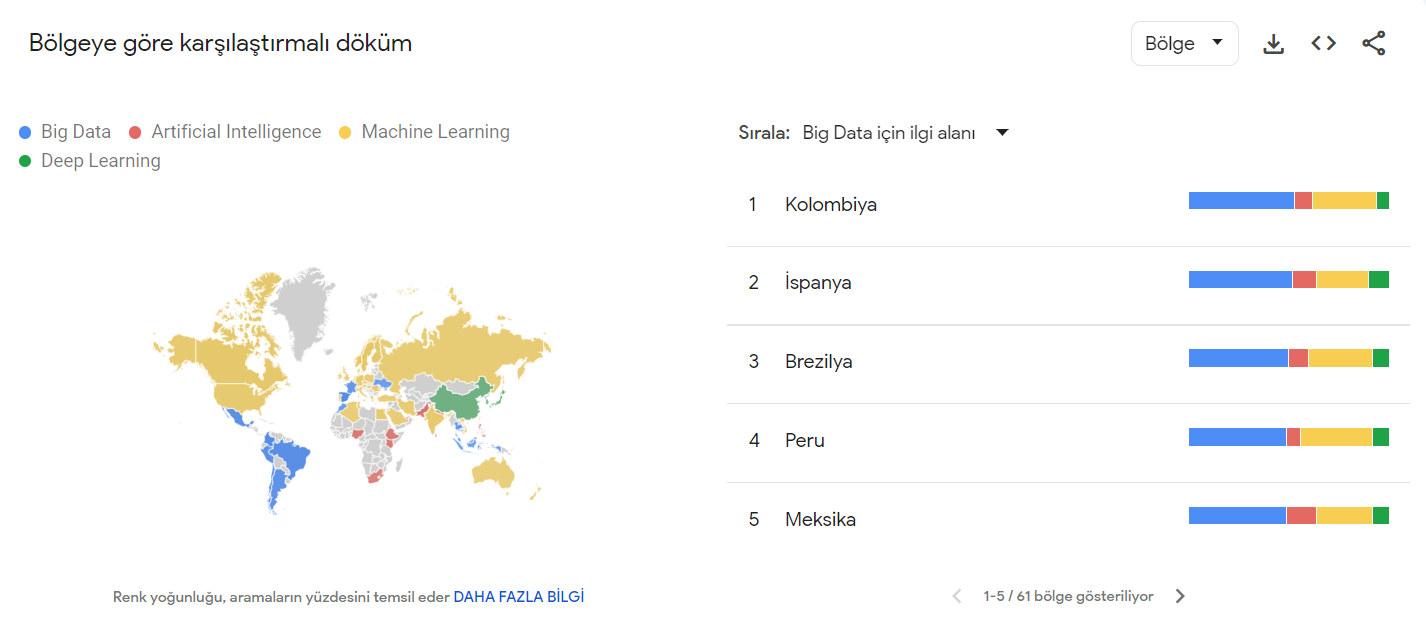 Bölgeye göre karşılaştırmalı döküm
Bölge
Big Data
Artificial Intelligence
Machine Learning
Deep Learning
Sırala: Big Data için ilgi alanı
1 Kolombiya
2 İspanya
3 Brezilya
4 Peru
5 Meksika
Renk yoğunluğu, aramaların yüzdesini temsil eder DAHA FAZLA BİLGİ
1-5 / 61 bölge gösteriliyor